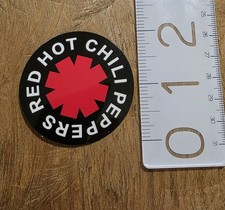 RED HOT CHILI PEPPERS
0 1 2